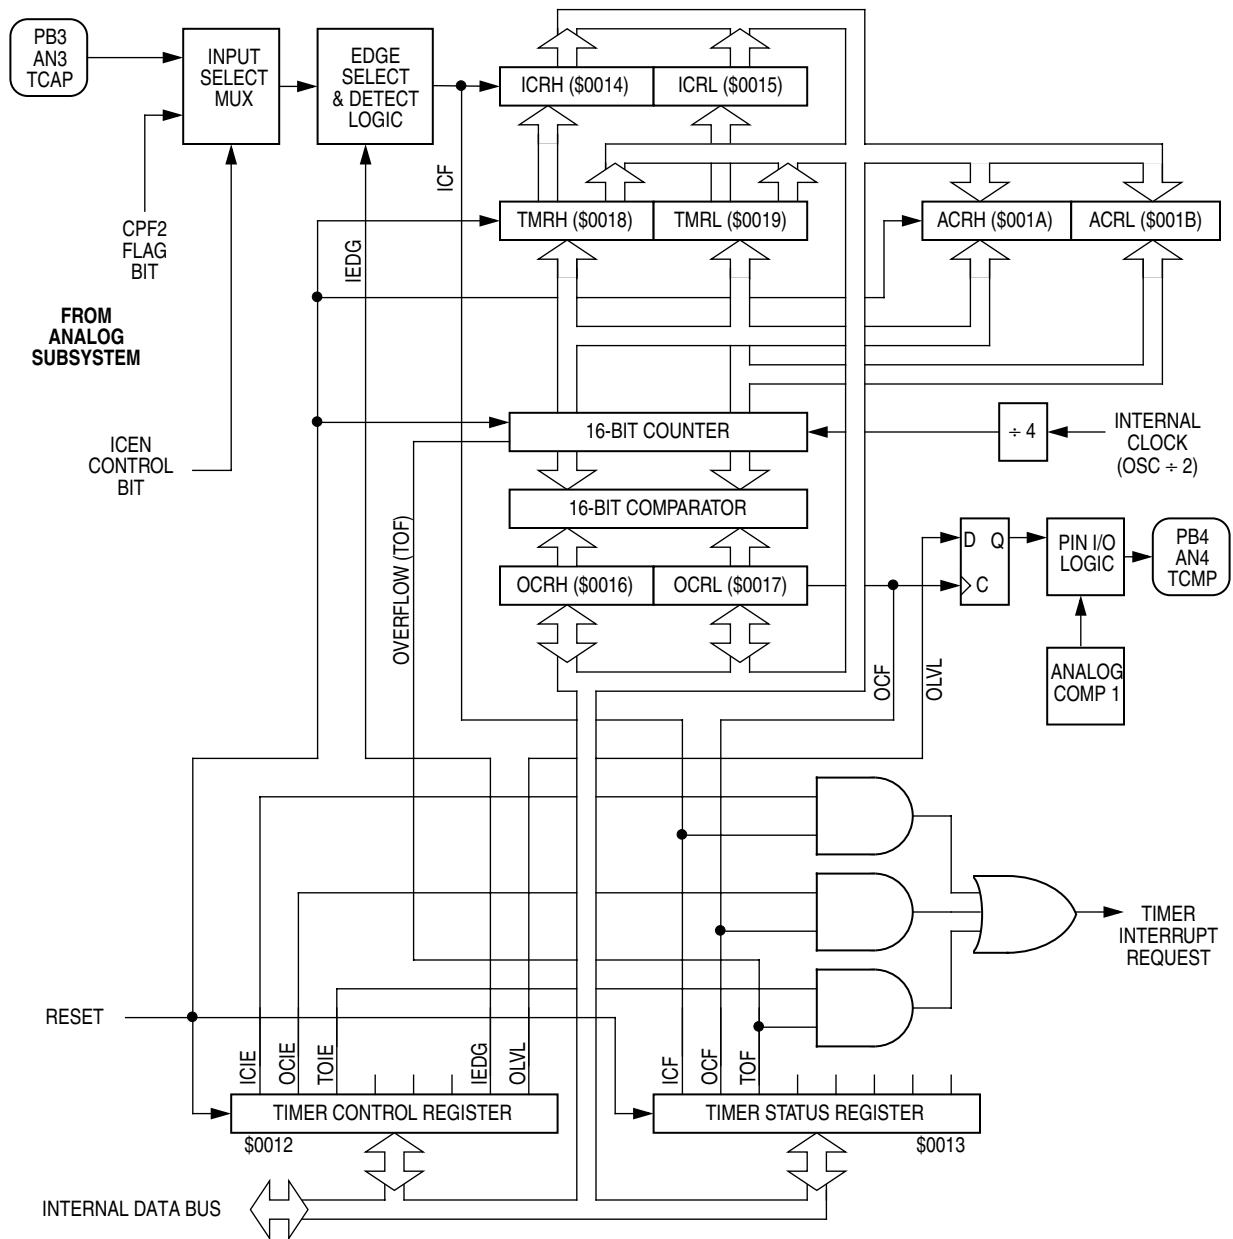 PB3
AN3
TCAP
INPUT
SELECT
MUX
EDGE
SELECT
& DETECT
LOGIC
ICRH ($0014)
ICRL ($0015)
ICF
TMRH ($0018)
TMRL ($0019)
ACRH ($001A)
ACRL ($001B)
CPF2
FLAG
BIT
IEDG
FROM
ANALOG
SUBSYSTEM
ICEN
CONTROL
BIT
16-BIT COUNTER
÷ 4
INTERNAL
CLOCK
(OSC ÷ 2)
16-BIT COMPARATOR
OVERFLOW (TOF)
OCRH ($0016)
OCRL ($0017)
D Q
C
PIN I/O
LOGIC
PB4
AN4
TCMP
OCF
OLVL
ANALOG
COMP 1
TIMER
INTERRUPT
REQUEST
RESET
ICIE
OCIE
TOIE
IEDG
OLVL
ICF
OCF
TOF
TIMER CONTROL REGISTER
TIMER STATUS REGISTER
$0012
$0013
INTERNAL DATA BUS